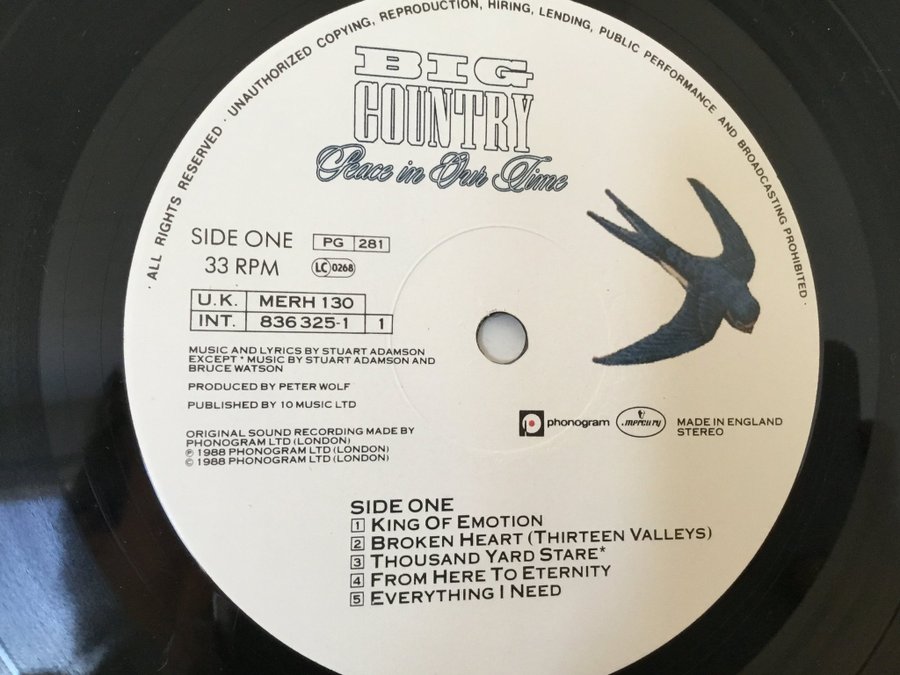 · ALL RIGHTS RESERVED · UNAUTHORIZED COPYING, REPRODUCTION, HIRING, LENDING, PUBLIC PERFORMANCE AND BROADCASTING PROHIBITED ·
BIG
COUNTRY
Peace in Our Time
SIDE ONE PG 281
33 RPM LC 0268
U.K. MERH 130
INT. 836 325-1 1
MUSIC AND LYRICS BY STUART ADAMSON
EXCEPT * MUSIC BY STUART ADAMSON AND
BRUCE WATSON
PRODUCED BY PETER WOLF
PUBLISHED BY 10 MUSIC LTD
P phonogram mercury MADE IN ENGLAND
STEREO
ORIGINAL SOUND RECORDING MADE BY
PHONOGRAM LTD (LONDON)
℗ 1988 PHONOGRAM LTD (LONDON)
© 1988 PHONOGRAM LTD (LONDON)
SIDE ONE
1 KING OF EMOTION
2 BROKEN HEART (THIRTEEN VALLEYS)
3 THOUSAND YARD STARE*
4 FROM HERE TO ETERNITY
5 EVERYTHING I NEED